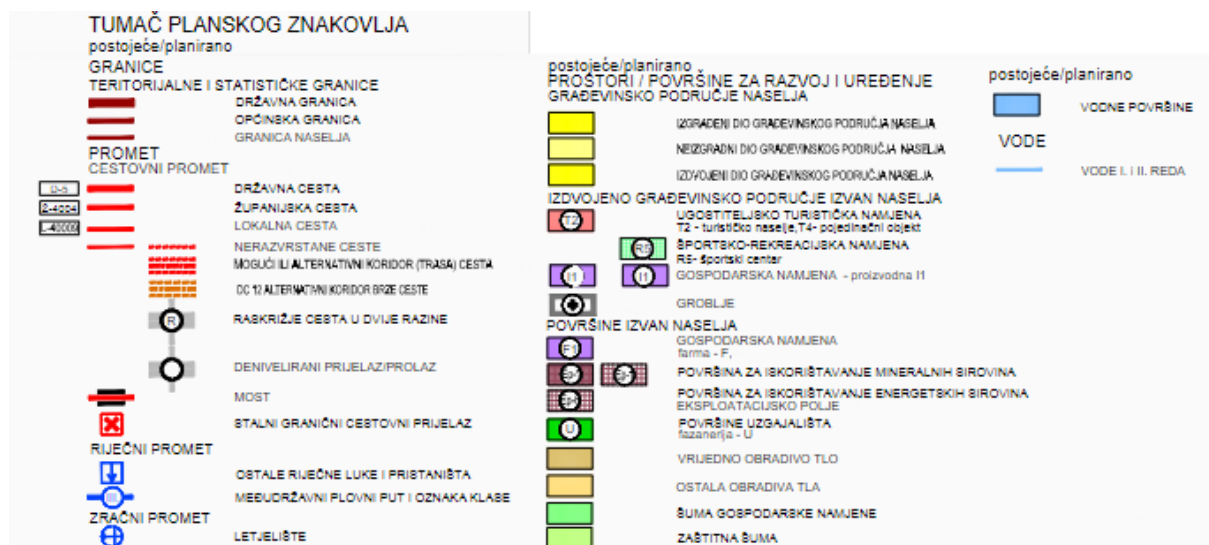 TUMAČ PLANSKOG ZNAKOVLJA
postojeće/planirano
GRANICE
TERITORIJALNE I STATISTIČKE GRANICE
DRŽAVNA GRANICA
OPĆINSKA GRANICA
GRANICA NASELJA
PROMET
CESTOVNI PROMET
D-5 DRŽAVNA CESTA
2-4004 ŽUPANIJSKA CESTA
L-40009 LOKALNA CESTA
NERAZVRSTANE CESTE
MOGUĆI ILI ALTERNATIVNI KORIDOR (TRASA) CESTA
DC 12 ALTERNATIVNI KORIDOR BRZE CESTE
R RASKRIŽJE CESTA U DVIJE RAZINE
DENIVELIRANI PRIJELAZ/PROLAZ
MOST
STALNI GRANIČNI CESTOVNI PRIJELAZ
RIJEČNI PROMET
OSTALE RIJEČNE LUKE I PRISTANIŠTA
MEĐUDRŽAVNI PLOVNI PUT I OZNAKA KLASE
ZRAČNI PROMET
LETJELIŠTE
postojeće/planirano
PROSTORI / POVRŠINE ZA RAZVOJ I UREĐENJE
GRAĐEVINSKO PODRUČJE NASELJA
IZGRAĐENI DIO GRAĐEVINSKOG PODRUČJA NASELJA
NEIZGRADNI DIO GRAĐEVINSKOG PODRUČJA NASELJA
IZDVOJENI DIO GRAĐEVINSKOG PODRUČJA NASELJA
IZDVOJENO GRAĐEVINSKO PODRUČJE IZVAN NASELJA
T2 UGOSTITELJSKO TURISTIČKA NAMJENA
T2 - turističko naselje,T4- pojedinačni objekt
R5 ŠPORTSKO-REKREACIJSKA NAMJENA
R5- športski centar
I1 I1 GOSPODARSKA NAMJENA - proizvodna I1
GROBLJE
POVRŠINE IZVAN NASELJA
F1 GOSPODARSKA NAMJENA
farma - F,
POVRŠINA ZA ISKORIŠTAVANJE MINERALNIH SIROVINA
POVRŠINA ZA ISKORIŠTAVANJE ENERGETSKIH SIROVINA
EKSPLOATACIJSKO POLJE
U POVRŠINE UZGAJALIŠTA
fazanerija - U
VRIJEDNO OBRADIVO TLO
OSTALA OBRADIVA TLA
ŠUMA GOSPODARSKE NAMJENE
ZAŠTITNA ŠUMA
postojeće/planirano
VODNE POVRŠINE
VODE
VODE I. i II. REDA